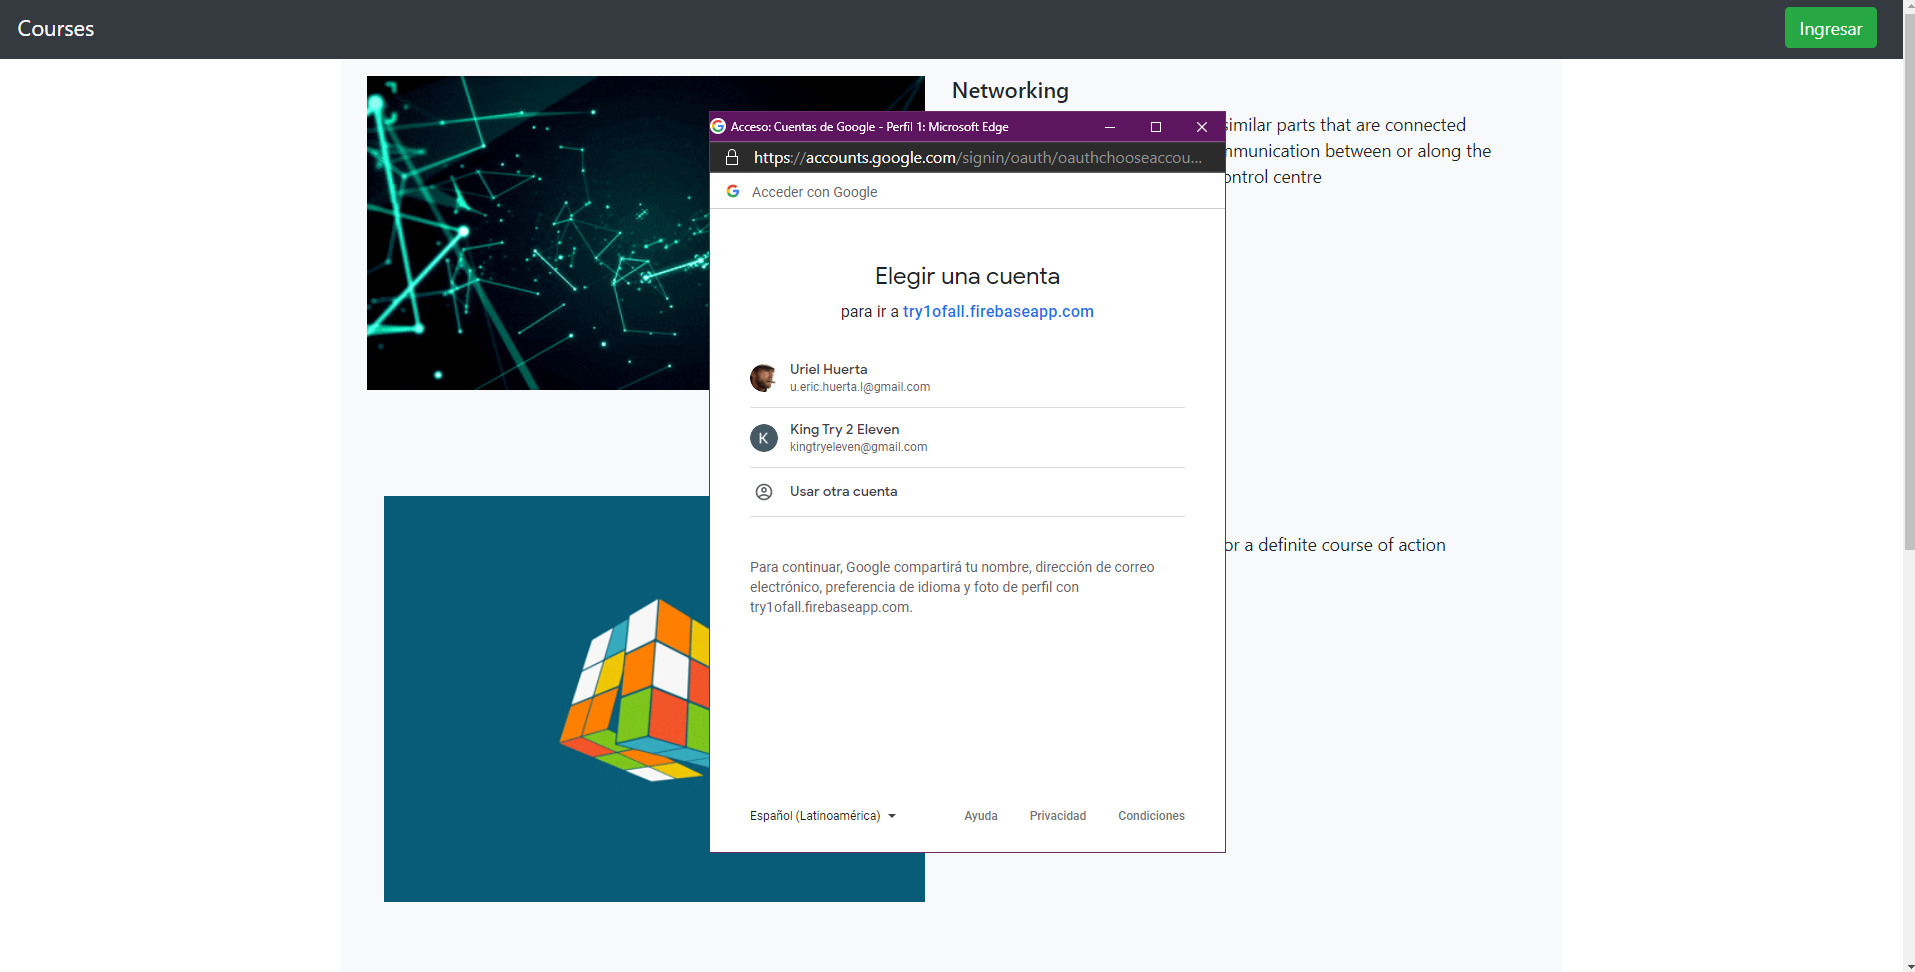 Courses
Ingresar
Networking
similar parts that are connected
communication between or along the
control centre
Acceso: Cuentas de Google - Perfil 1: Microsoft Edge
https://accounts.google.com/signin/oauth/oauthchooseaccou...
Acceder con Google
Elegir una cuenta
para ir a try1ofall.firebaseapp.com
Uriel Huerta
u.eric.huerta.l@gmail.com
K
King Try 2 Eleven
kingtryeleven@gmail.com
Usar otra cuenta
or a definite course of action
Para continuar, Google compartirá tu nombre, dirección de correo
electrónico, preferencia de idioma y foto de perfil con
try1ofall.firebaseapp.com.
Español (Latinoamérica)
Ayuda
Privacidad
Condiciones